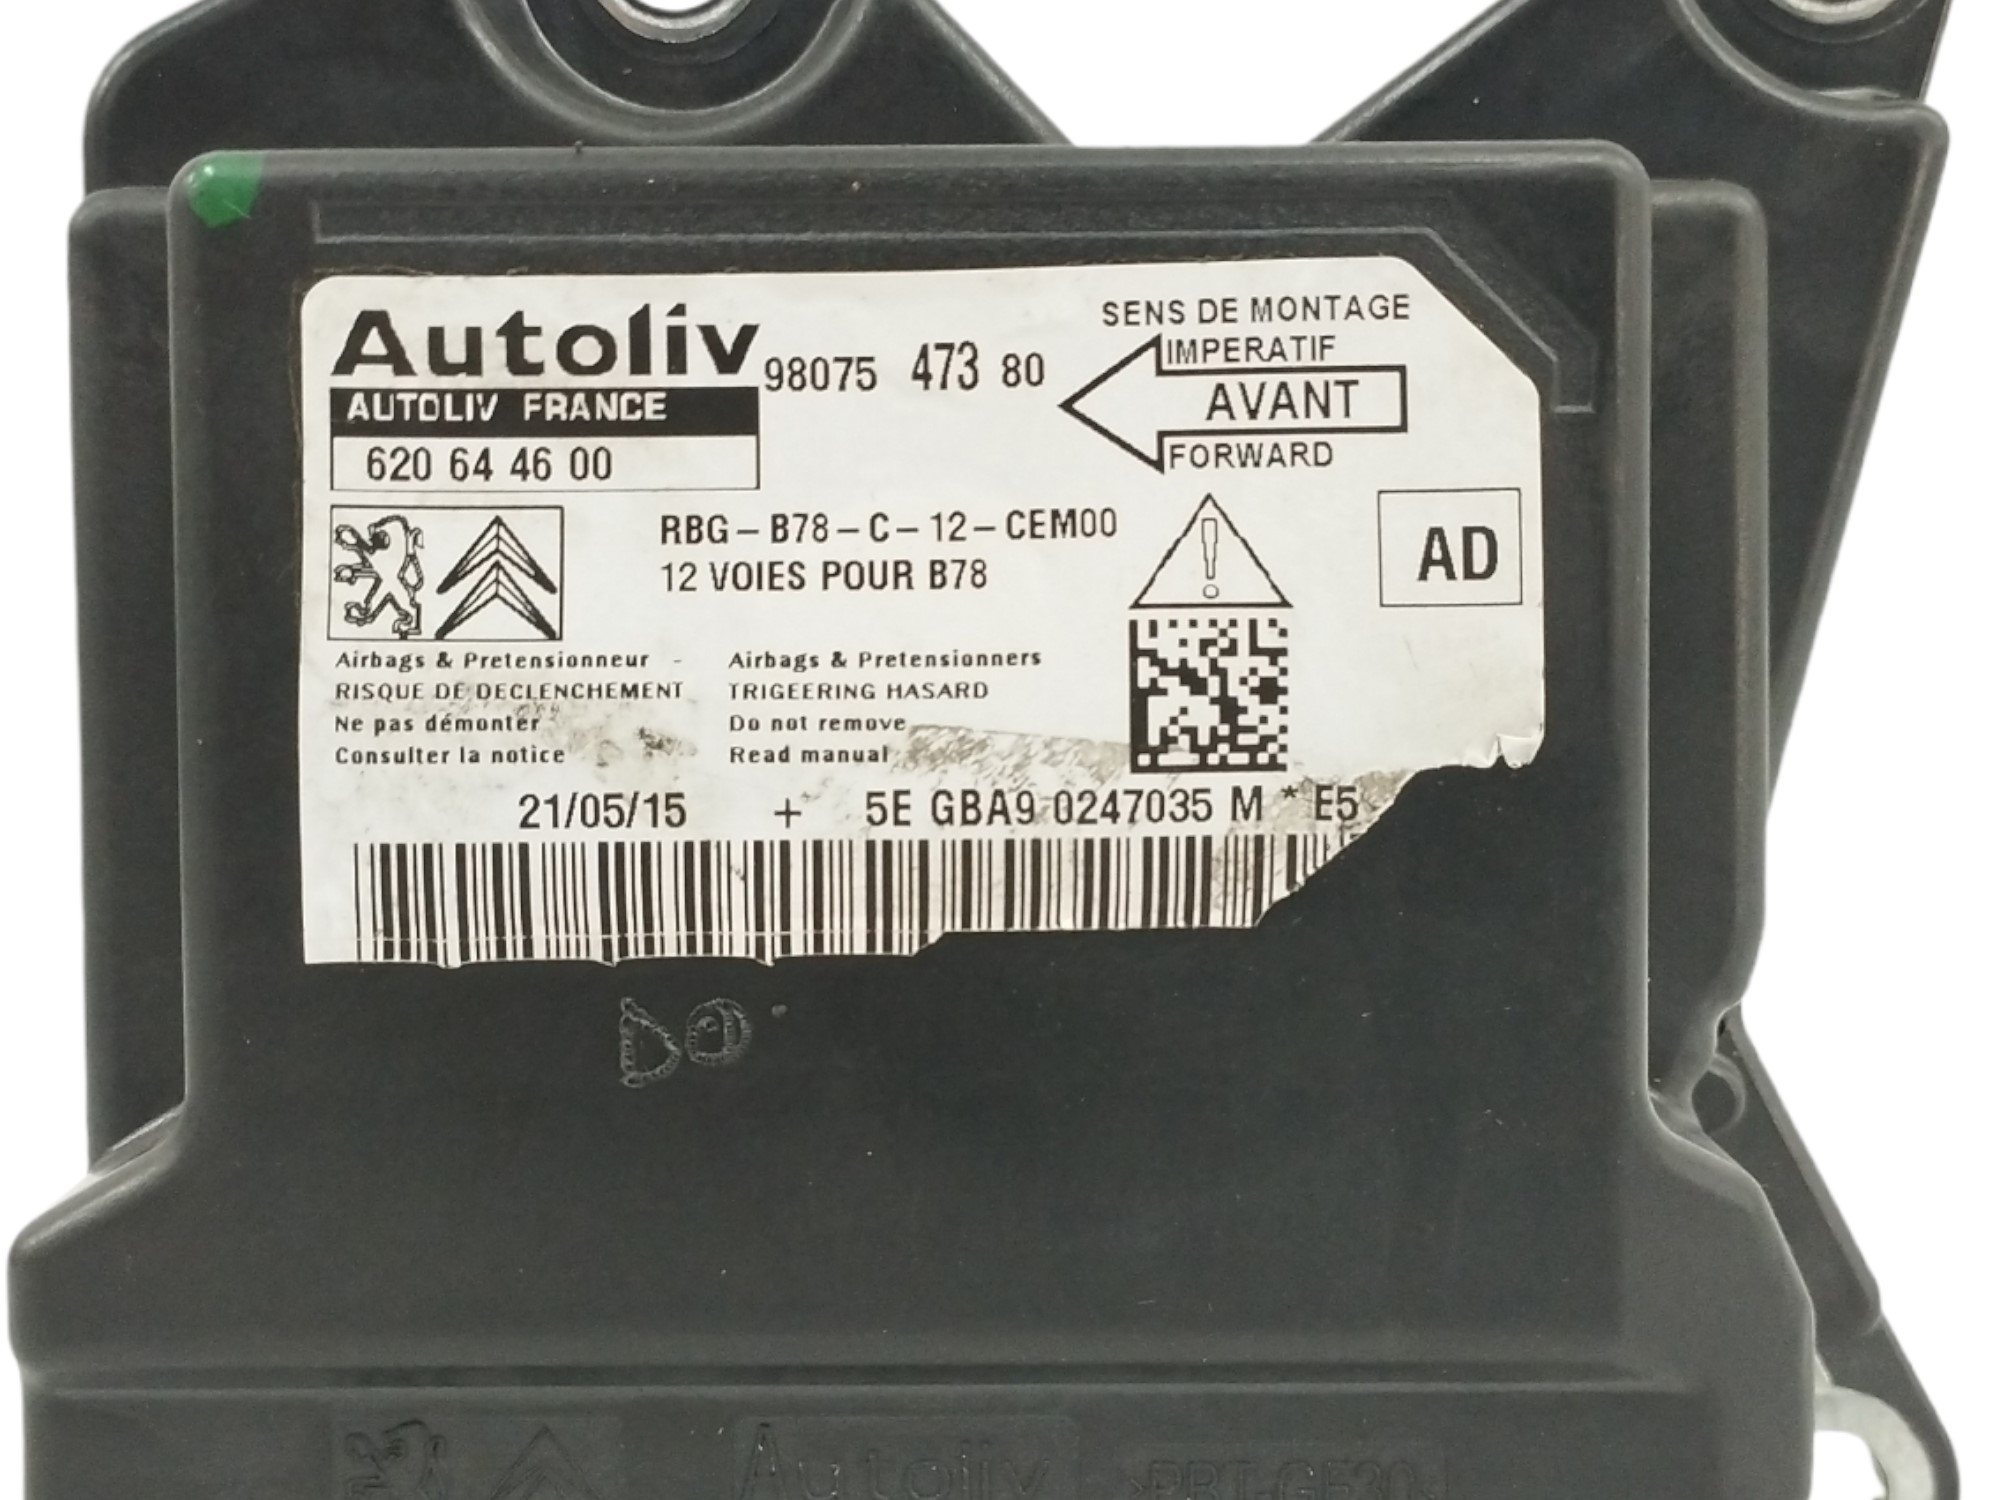 Autoliv 98075 473 80
SENS DE MONTAGE
IMPERATIF
AVANT
FORWARD
AUTOLIV FRANCE
620 64 46 00
RBG-B78-C-12-CEM00
12 VOIES POUR B78
AD
Airbags & Pretensionneur -
RISQUE DE DECLENCHEMENT
Ne pas démonter
Consulter la notice
Airbags & Pretensionners
TRIGEERING HASARD
Do not remove
Read manual
21/05/15 + 5E GBA9 0247035 M * E5
Autoliv >PBT-GF30<